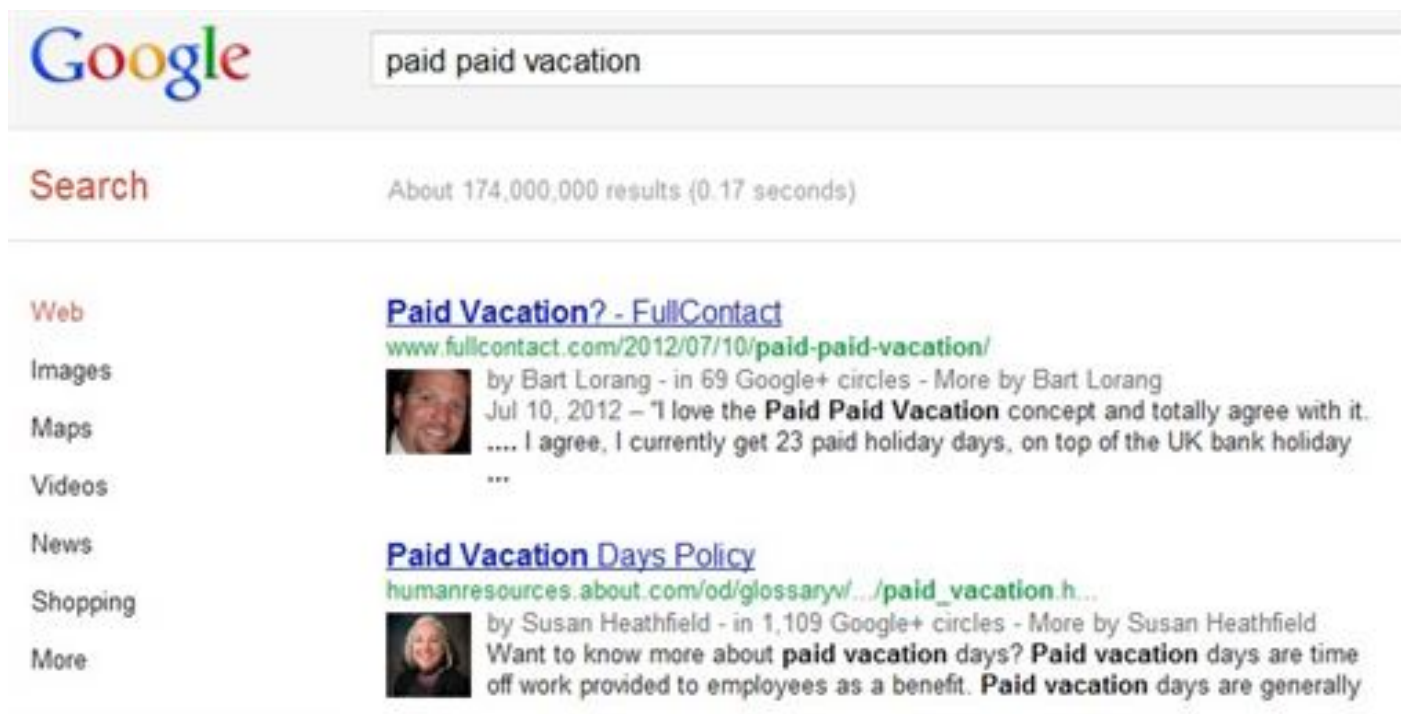 Google
paid paid vacation
Search
About 174,000,000 results (0.17 seconds)
Web
Images
Maps
Videos
News
Shopping
More
Paid Vacation? - FullContact
www.fullcontact.com/2012/07/10/paid-paid-vacation/
by Bart Lorang - in 69 Google+ circles - More by Bart Lorang
Jul 10, 2012 – "I love the Paid Paid Vacation concept and totally agree with it.
.... I agree, I currently get 23 paid holiday days, on top of the UK bank holiday
...
Paid Vacation Days Policy
humanresources.about.com/od/glossaryv/.../paid_vacation.h...
by Susan Heathfield - in 1,109 Google+ circles - More by Susan Heathfield
Want to know more about paid vacation days? Paid vacation days are time
off work provided to employees as a benefit. Paid vacation days are generally